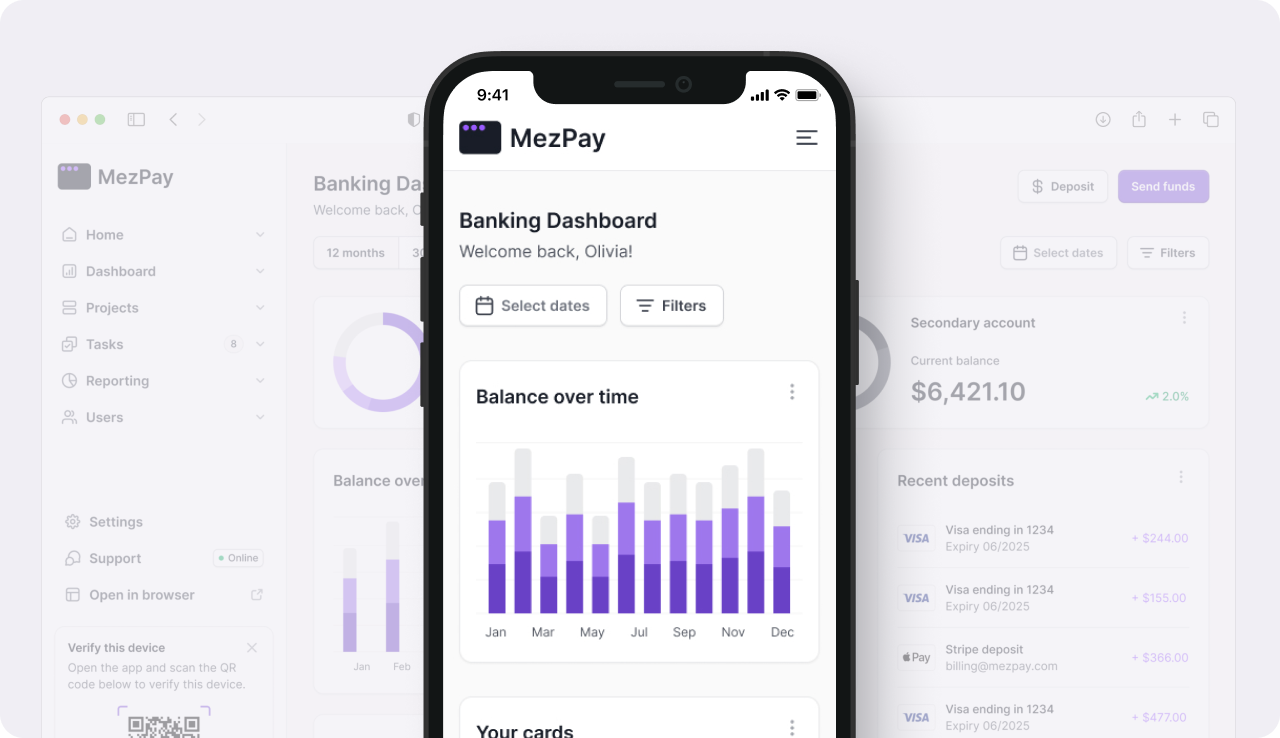 9:41
MezPay
Banking Dashboard
Welcome back, Olivia!
Select dates
Filters
Balance over time
Jan Mar May Jul Sep Nov Dec
Your cards
MezPay
Home
Dashboard
Projects
Tasks 8
Reporting
Users
Settings
Support Online
Open in browser
Verify this device
Open the app and scan the QR
code below to verify this device.
Banking Da
Welcome back, O
12 months 30
Balance over
Jan Feb
Deposit
Send funds
Select dates
Filters
Secondary account
Current balance
$6,421.10
2.0%
Recent deposits
VISA Visa ending in 1234 + $244.00
Expiry 06/2025
VISA Visa ending in 1234 + $155.00
Expiry 06/2025
Pay Stripe deposit + $366.00
billing@mezpay.com
VISA Visa ending in 1234 + $477.00
Expiry 06/2025